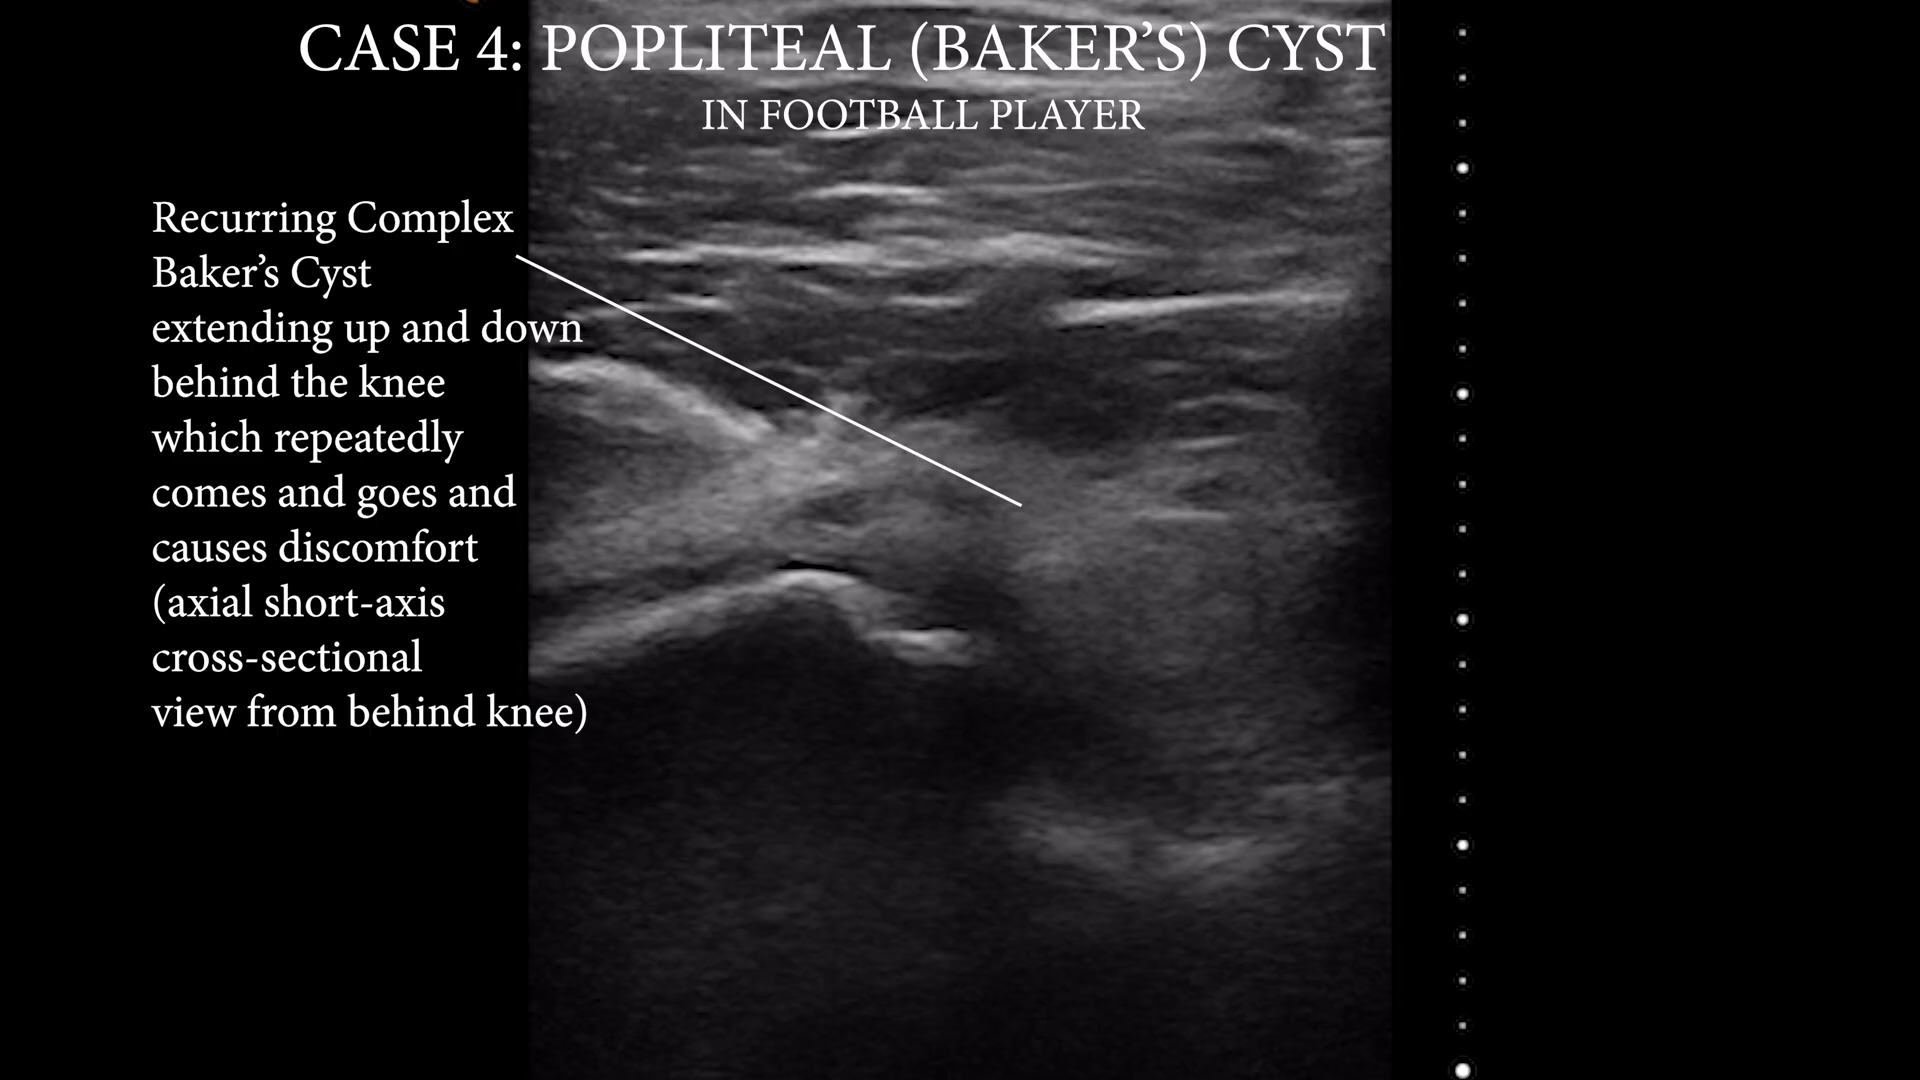 CASE 4: POPLITEAL (BAKER’S) CYST
IN FOOTBALL PLAYER
Recurring Complex
Baker’s Cyst
extending up and down
behind the knee
which repeatedly
comes and goes and
causes discomfort
(axial short-axis
cross-sectional
view from behind knee)